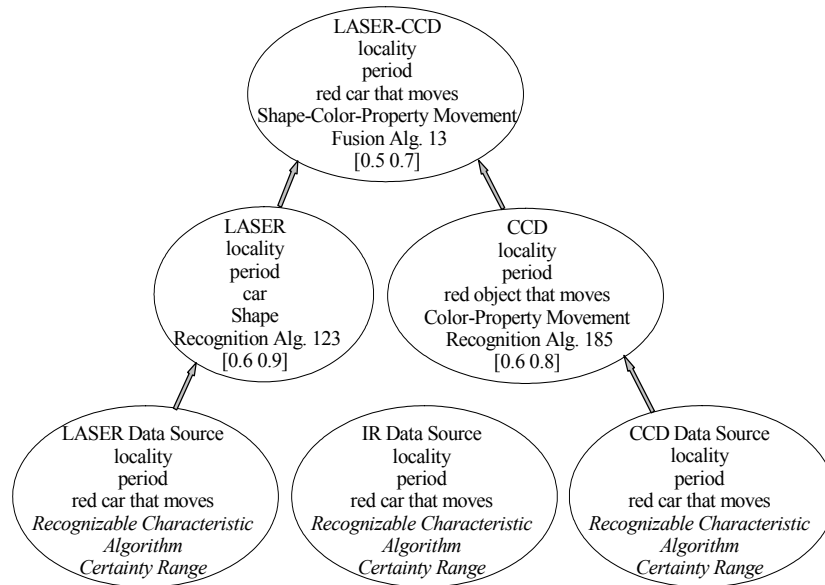 LASER-CCD
locality
period
red car that moves
Shape-Color-Property Movement
Fusion Alg. 13
[0.5 0.7]
LASER
locality
period
car
Shape
Recognition Alg. 123
[0.6 0.9]
CCD
locality
period
red object that moves
Color-Property Movement
Recognition Alg. 185
[0.6 0.8]
LASER Data Source
locality
period
red car that moves
Recognizable Characteristic
Algorithm
Certainty Range
IR Data Source
locality
period
red car that moves
Recognizable Characteristic
Algorithm
Certainty Range
CCD Data Source
locality
period
red car that moves
Recognizable Characteristic
Algorithm
Certainty Range